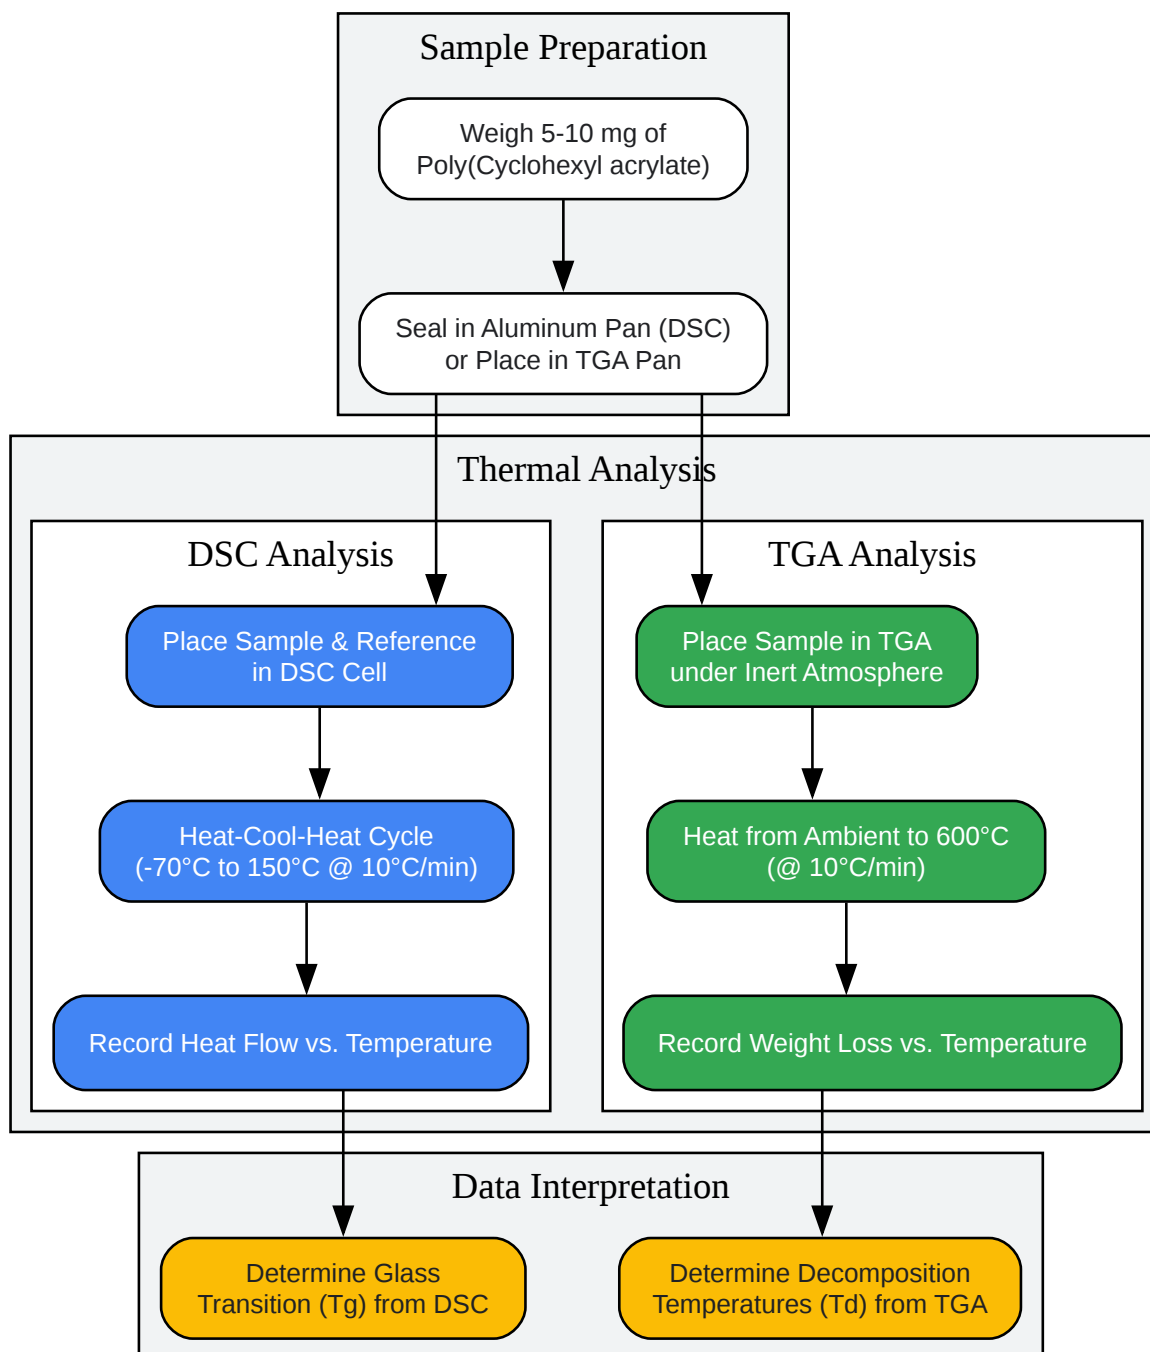 Sample Preparation
Weigh 5-10 mg of
Poly(Cyclohexyl acrylate)
Seal in Aluminum Pan (DSC)
or Place in TGA Pan
Thermal Analysis
DSC Analysis
Place Sample & Reference
in DSC Cell
Heat-Cool-Heat Cycle
(-70°C to 150°C @ 10°C/min)
Record Heat Flow vs. Temperature
TGA Analysis
Place Sample in TGA
under Inert Atmosphere
Heat from Ambient to 600°C
(@ 10°C/min)
Record Weight Loss vs. Temperature
Data Interpretation
Determine Glass
Transition (Tg) from DSC
Determine Decomposition
Temperatures (Td) from TGA